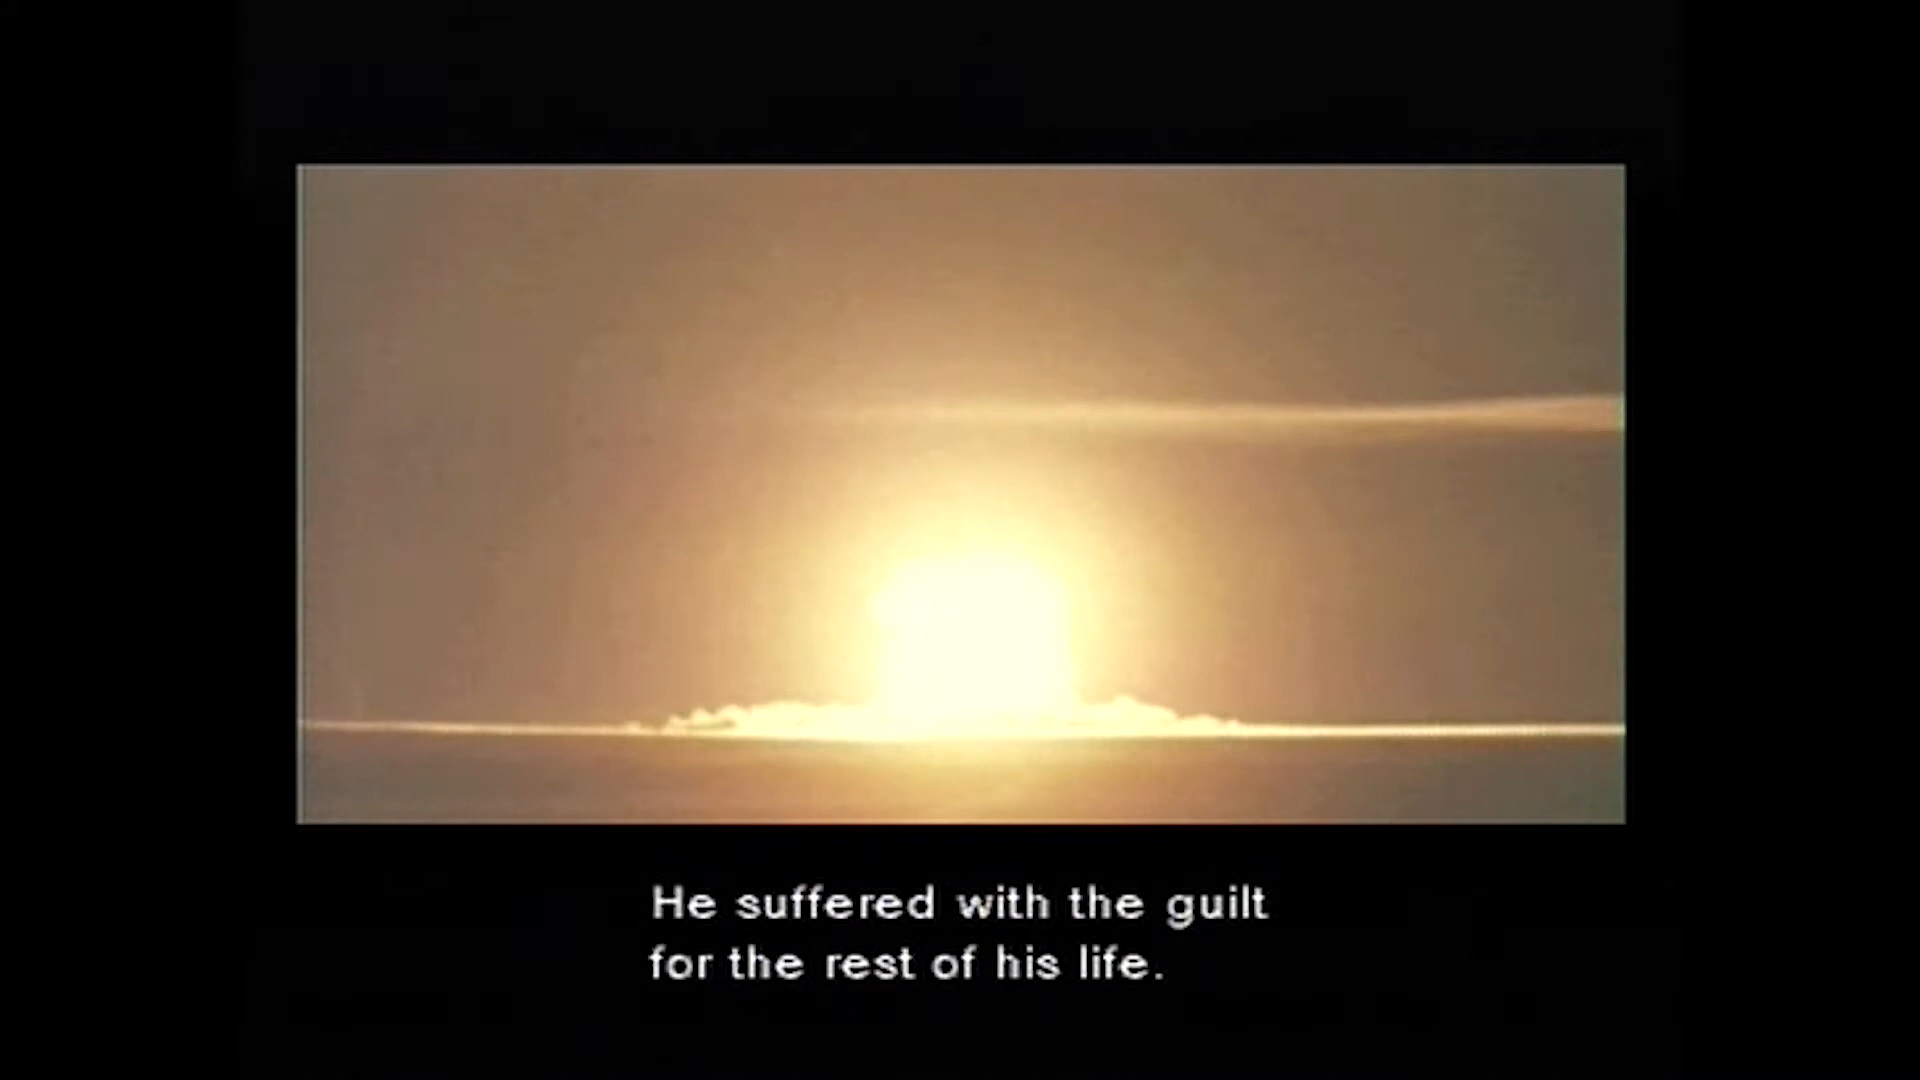 He suffered with the guilt
for the rest of his life.